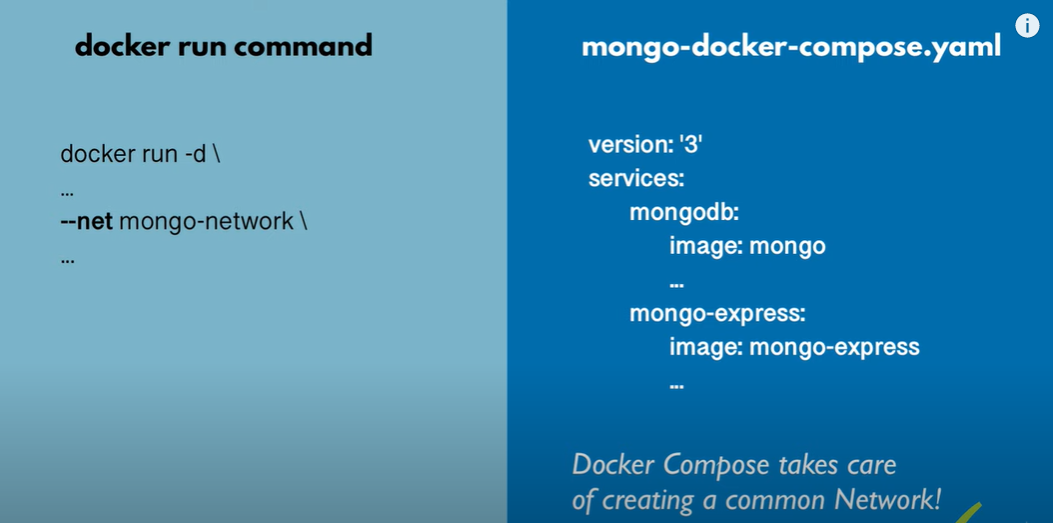 docker run command
docker run -d \
...
--net mongo-network \
...
mongo-docker-compose.yaml
i
version: '3'
services:
mongodb:
image: mongo
...
mongo-express:
image: mongo-express
...
Docker Compose takes care
of creating a common Network!